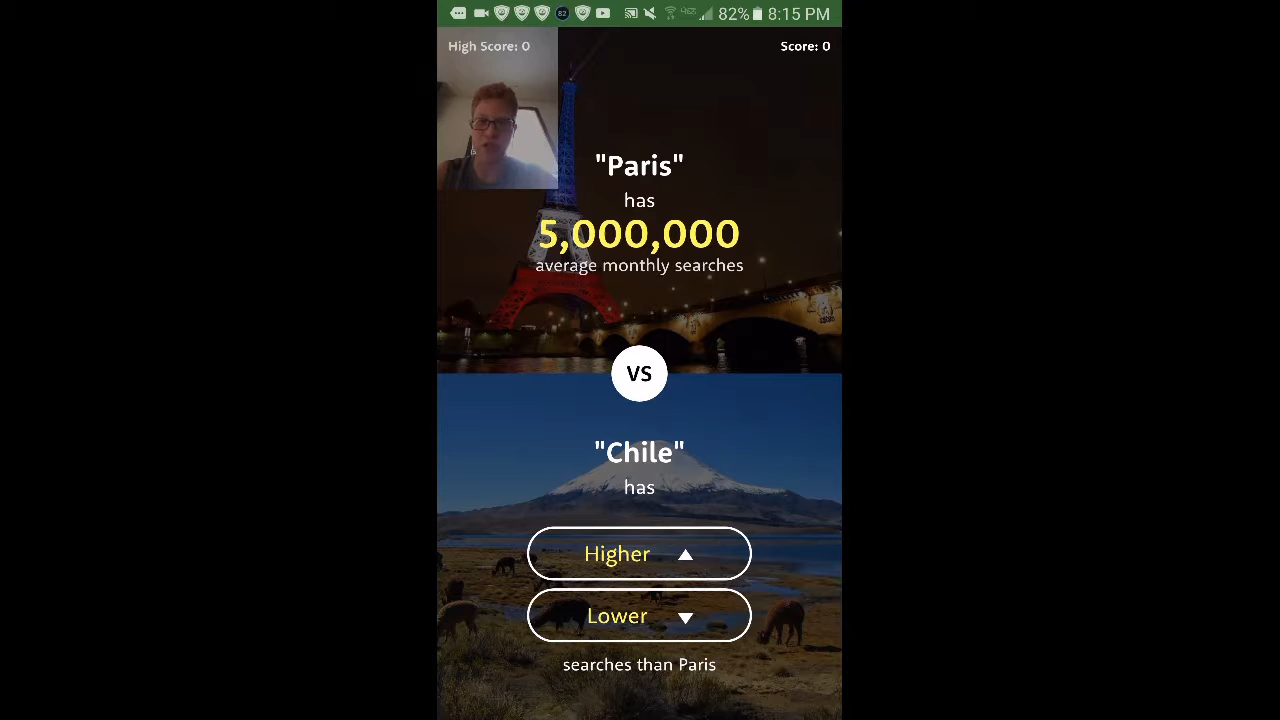 82 82% 8:15 PM
High Score: 0
Score: 0
"Paris"
has
5,000,000
average monthly searches
VS
"Chile"
has
Higher
Lower
searches than Paris